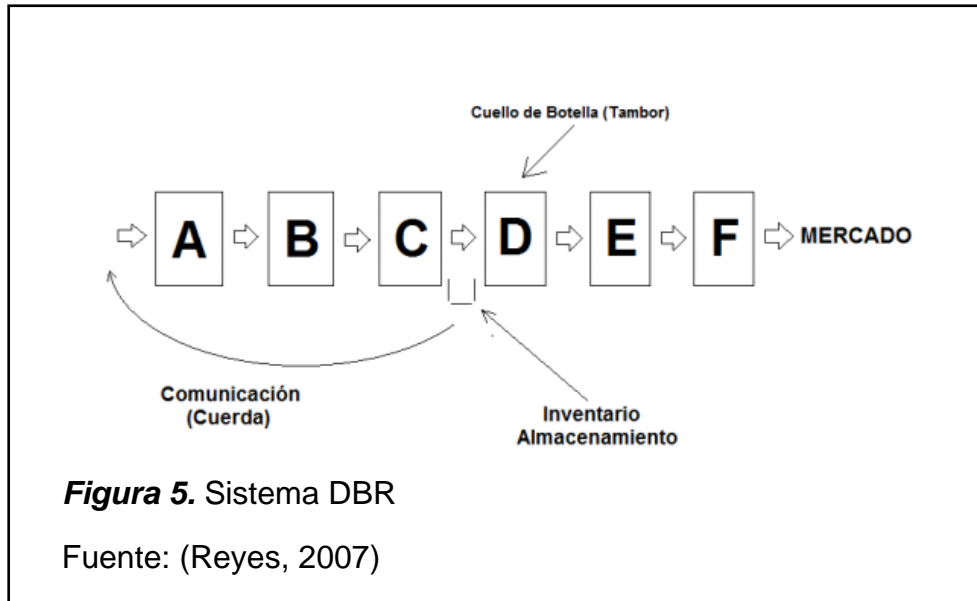 Cuello de Botella (Tambor)
A B C D E F MERCADO
Comunicación
(Cuerda)
Inventario
Almacenamiento
Figura 5. Sistema DBR
Fuente: (Reyes, 2007)